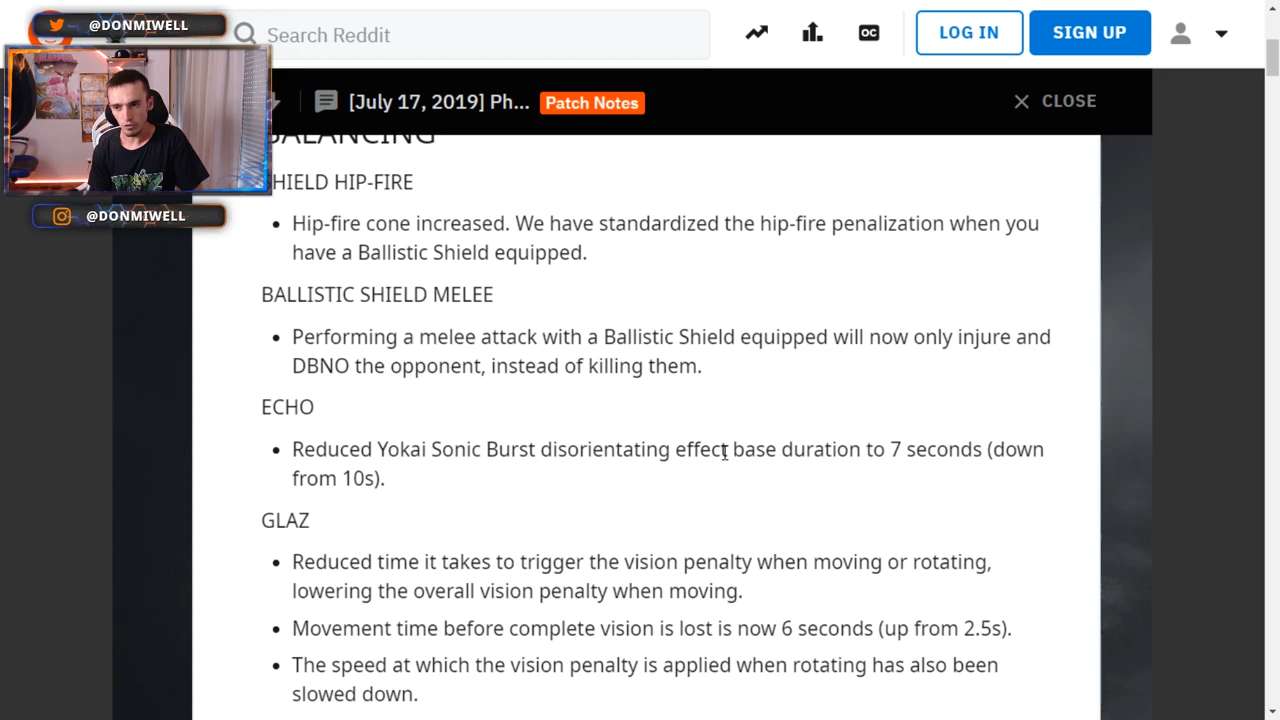 @DONMIWELL
Search Reddit
LOG IN
SIGN UP
[July 17, 2019] Ph... Patch Notes
CLOSE
BALANCING
SHIELD HIP-FIRE
• Hip-fire cone increased. We have standardized the hip-fire penalization when you
have a Ballistic Shield equipped.
@DONMIWELL
BALLISTIC SHIELD MELEE
• Performing a melee attack with a Ballistic Shield equipped will now only injure and
DBNO the opponent, instead of killing them.
ECHO
• Reduced Yokai Sonic Burst disorientating effect base duration to 7 seconds (down
from 10s).
GLAZ
• Reduced time it takes to trigger the vision penalty when moving or rotating,
lowering the overall vision penalty when moving.
• Movement time before complete vision is lost is now 6 seconds (up from 2.5s).
• The speed at which the vision penalty is applied when rotating has also been
slowed down.